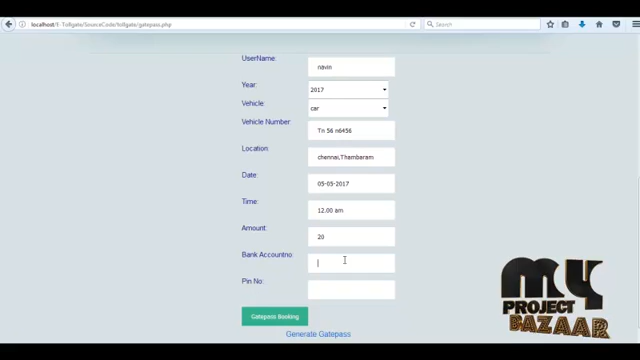 localhost/E-Tollgate/SourceCode/tollgate/gatepass.php
Search
UserName:
navin
Year:
2017
Vehicle:
car
Vehicle Number:
Tn 56 n6456
Location:
chennai,Thambaram
Date:
05-05-2017
Time:
12.00 am
Amount:
20
Bank Accountno
Pin No:
Gatepass Booking
Generate Gatepass
my
PROJECT
BAZAAR